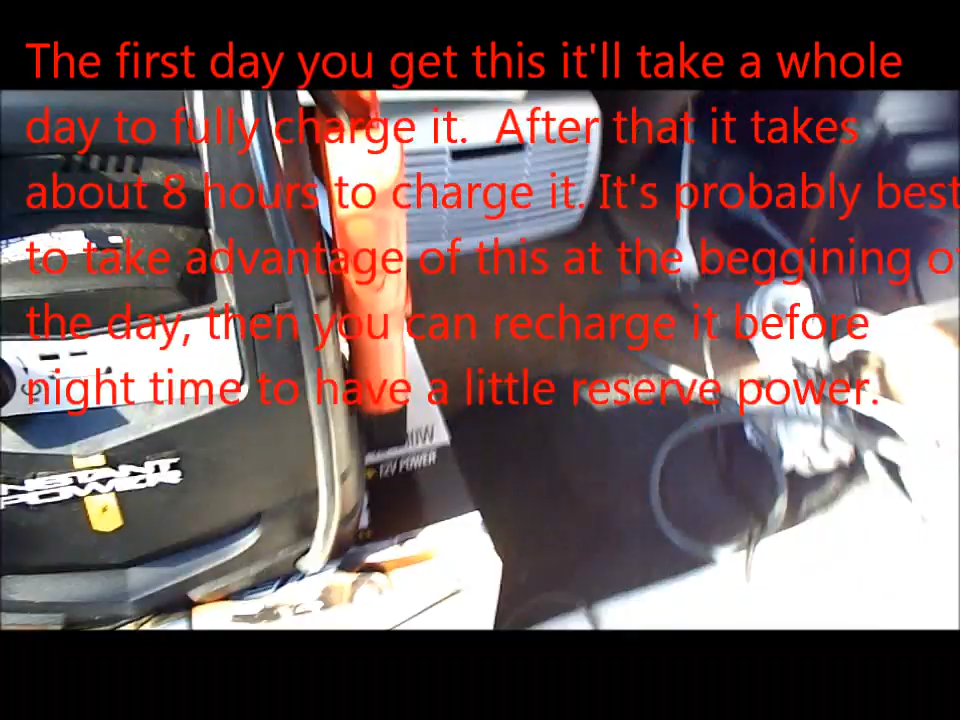 The first day you get this it'll take a whole
day to fully charge it. After that it takes
about 8 hours to charge it. It's probably best
to take advantage of this at the beggining of
the day, then you can recharge it before
night time to have a little reserve power.
12V POWER
INSTANT
POWER